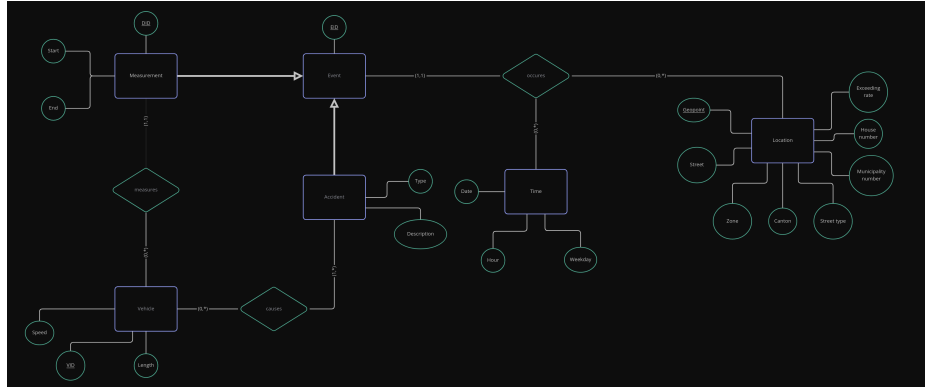 DID
EID
Start
Measurement
Event
(1,1)
occures
(0,*)
End
Exceeding
rate
Geopoint
House
number
(1,1)
(0,*)
Location
Street
Municipality
number
measures
Type
Date
Time
Accident
Zone
Canton
Street type
Description
(0,*)
Hour
Weekday
(1,*)
Vehicle
(0,*)
causes
Speed
VID
Length